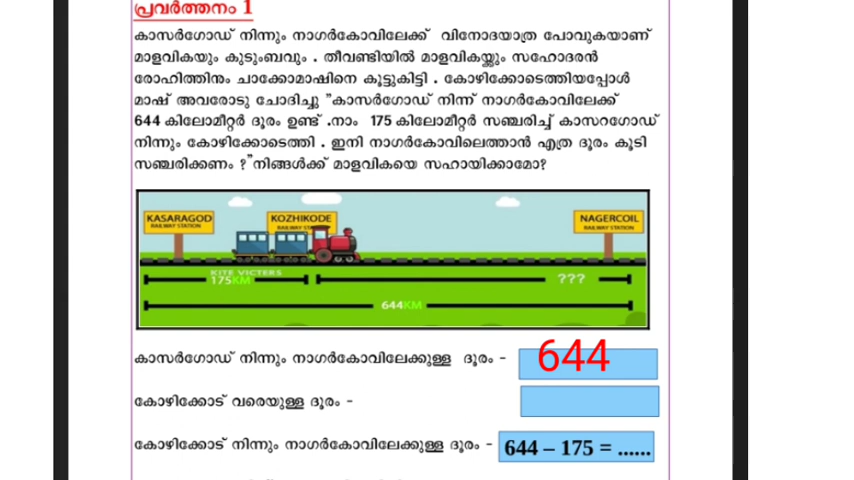 പ്രവർത്തനം 1
കാസർഗോഡ് നിന്നും നാഗർകോവിലേക്ക് വിനോദയാത്ര പോവുകയാണ്
മാളവികയും കുടുംബവും . തീവണ്ടിയിൽ മാളവികയ്ക്കും സഹോദരൻ
രോഹിത്തിനും ചാക്കോമാഷിനെ കൂട്ടുകിട്ടി . കോഴിക്കോടെത്തിയപ്പോൾ
മാഷ് അവരോടു ചോദിച്ചു "കാസർഗോഡ് നിന്ന് നാഗർകോവിലേക്ക്
644 കിലോമീറ്റർ ദൂരം ഉണ്ട് .നാം 175 കിലോമീറ്റർ സഞ്ചരിച്ച് കാസറഗോഡ്
നിന്നും കോഴിക്കോടെത്തി . ഇനി നാഗർകോവിലെത്താൻ എത്ര ദൂരം കൂടി
സഞ്ചരിക്കണം ?"നിങ്ങൾക്ക് മാളവികയെ സഹായിക്കാമോ?
KASARAGOD KOZHIKODE NAGERCOIL
RAILWAY STATION RAILWAY STATION
KITE VICTERS
175KM ???
644KM
കാസർഗോഡ് നിന്നും നാഗർകോവിലേക്കുള്ള ദൂരം - 644
കോഴിക്കോട് വരെയുള്ള ദൂരം -
കോഴിക്കോട് നിന്നും നാഗർകോവിലേക്കുള്ള ദൂരം - 644 – 175 = ......